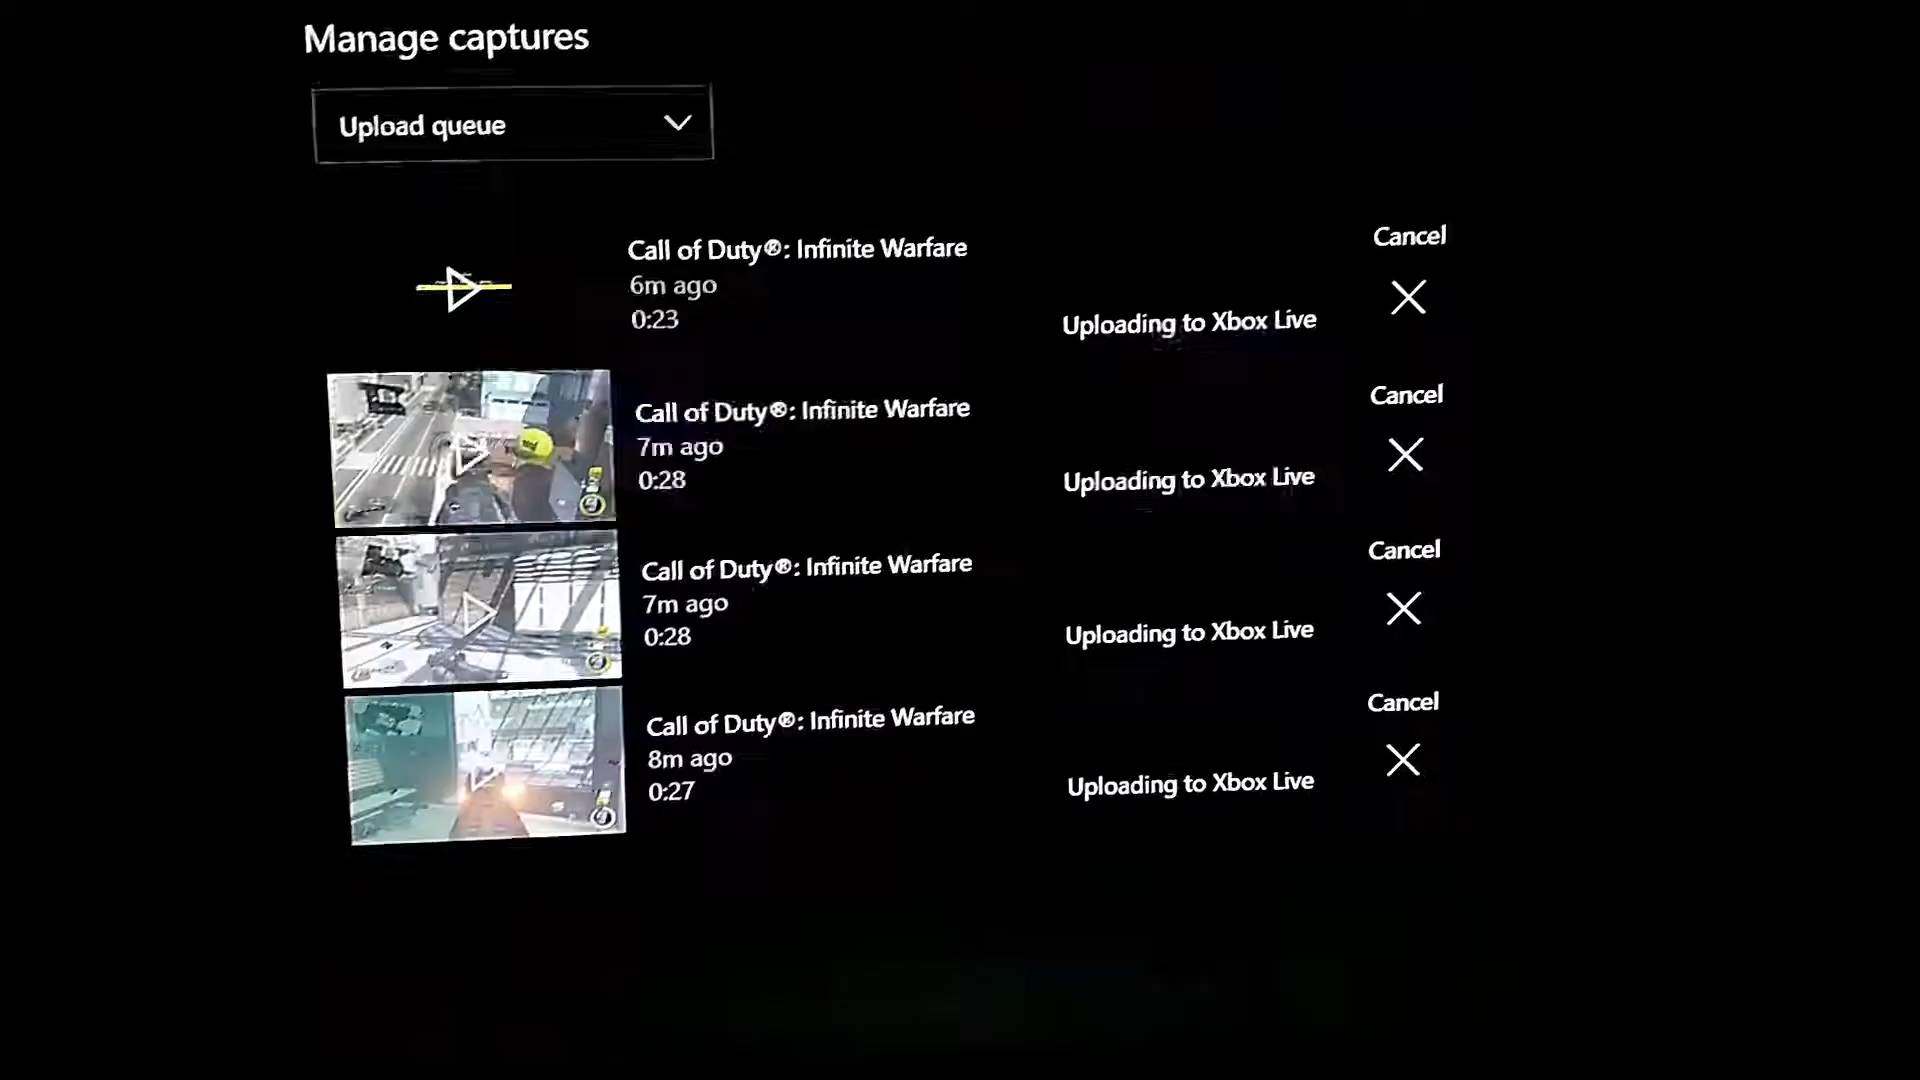 Manage captures
Upload queue
Call of Duty®: Infinite Warfare
6m ago
0:23
Uploading to Xbox Live
Cancel
Call of Duty®: Infinite Warfare
7m ago
0:28
Uploading to Xbox Live
Cancel
Call of Duty®: Infinite Warfare
7m ago
0:28
Uploading to Xbox Live
Cancel
Call of Duty®: Infinite Warfare
8m ago
0:27
Uploading to Xbox Live
Cancel